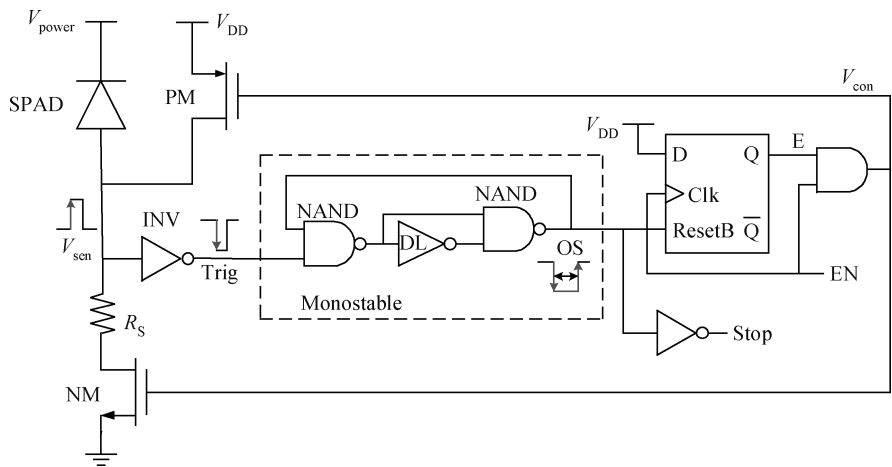 V_power
V_DD
SPAD
PM
V_con
V_DD
D
Q
E
Clk
ResetB
Q̅
EN
NAND
NAND
INV
DL
OS
V_sen
Trig
Monostable
R_S
Stop
NM